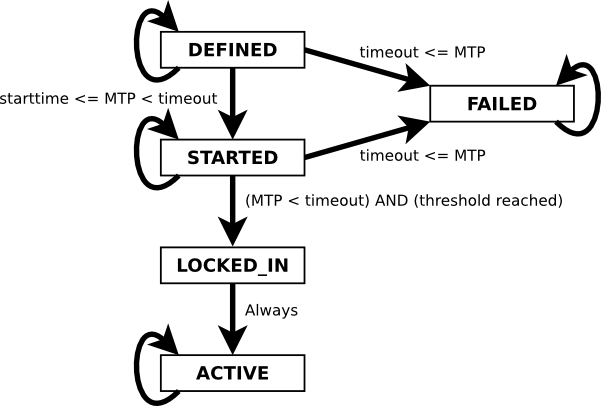 DEFINED
timeout <= MTP
starttime <= MTP < timeout
FAILED
STARTED
timeout <= MTP
(MTP < timeout) AND (threshold reached)
LOCKED_IN
Always
ACTIVE